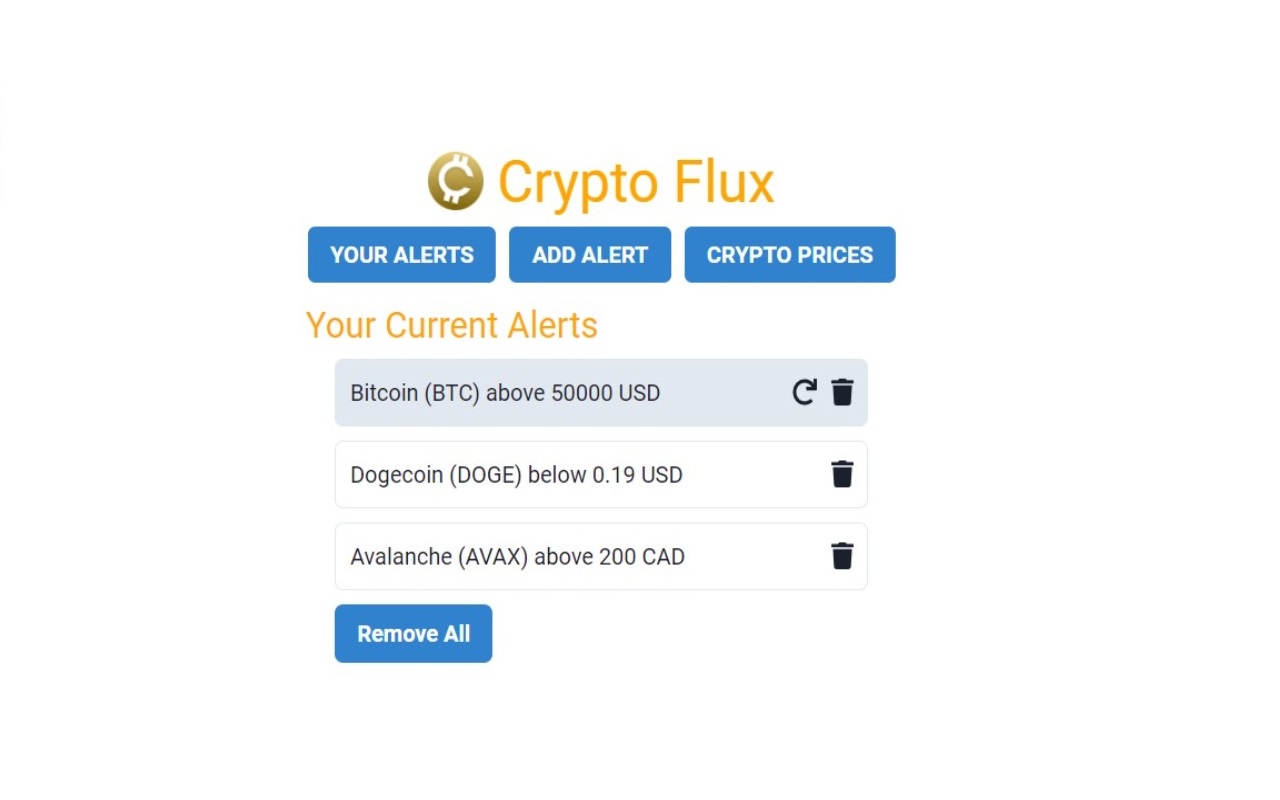 Crypto Flux
YOUR ALERTS ADD ALERT CRYPTO PRICES
Your Current Alerts
Bitcoin (BTC) above 50000 USD
Dogecoin (DOGE) below 0.19 USD
Avalanche (AVAX) above 200 CAD
Remove All